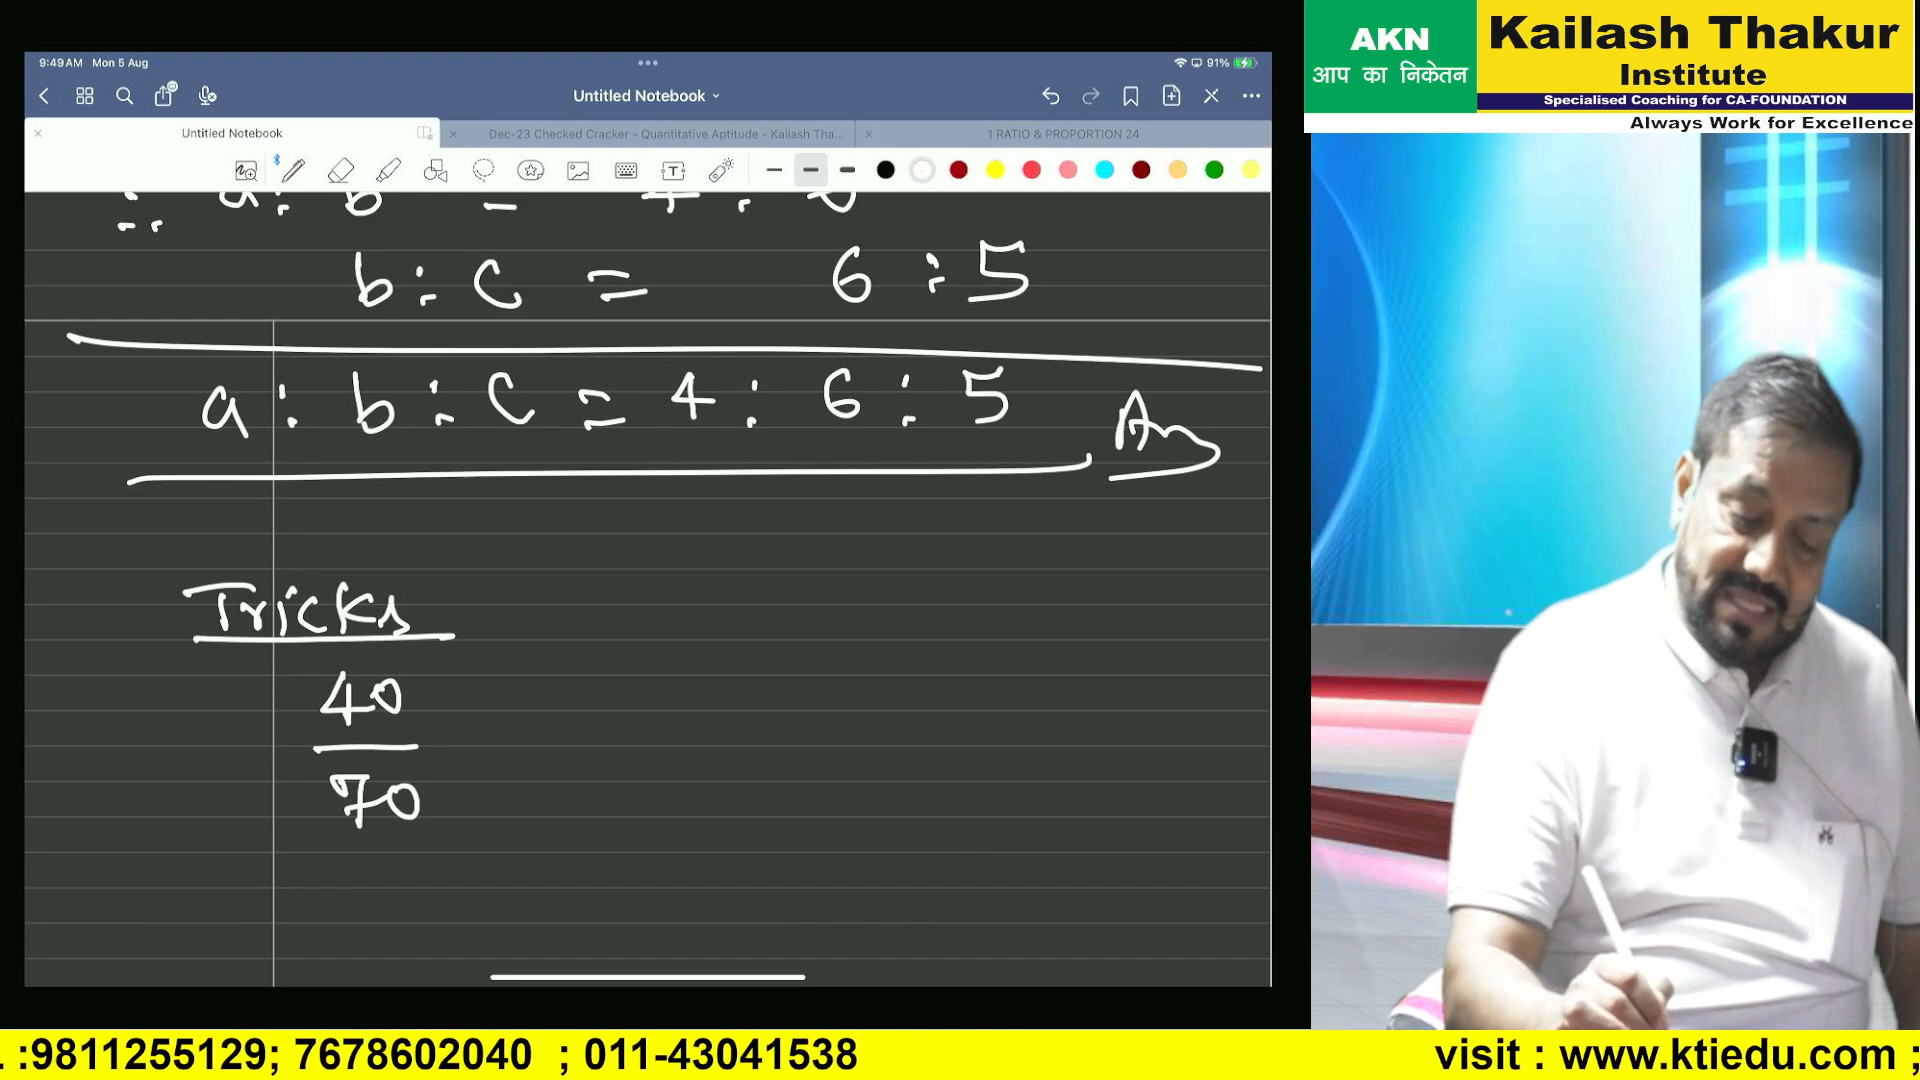 9:49 AM Mon 5 Aug
91%
Untitled Notebook
Untitled Notebook
Dec-23 Checked Cracker - Quantitative Aptitude - Kailash Tha...
1 RATIO & PROPORTION 24
T
∴ a : b = 4 : 6
b : c = 6 : 5
a : b : c = 4 : 6 : 5 Ans
Tricks
40
70
AKN
आप का निकेतन
Kailash Thakur
Institute
Specialised Coaching for CA-FOUNDATION
Always Work for Excellence
. :9811255129; 7678602040 ; 011-43041538
visit : www.ktiedu.com ;